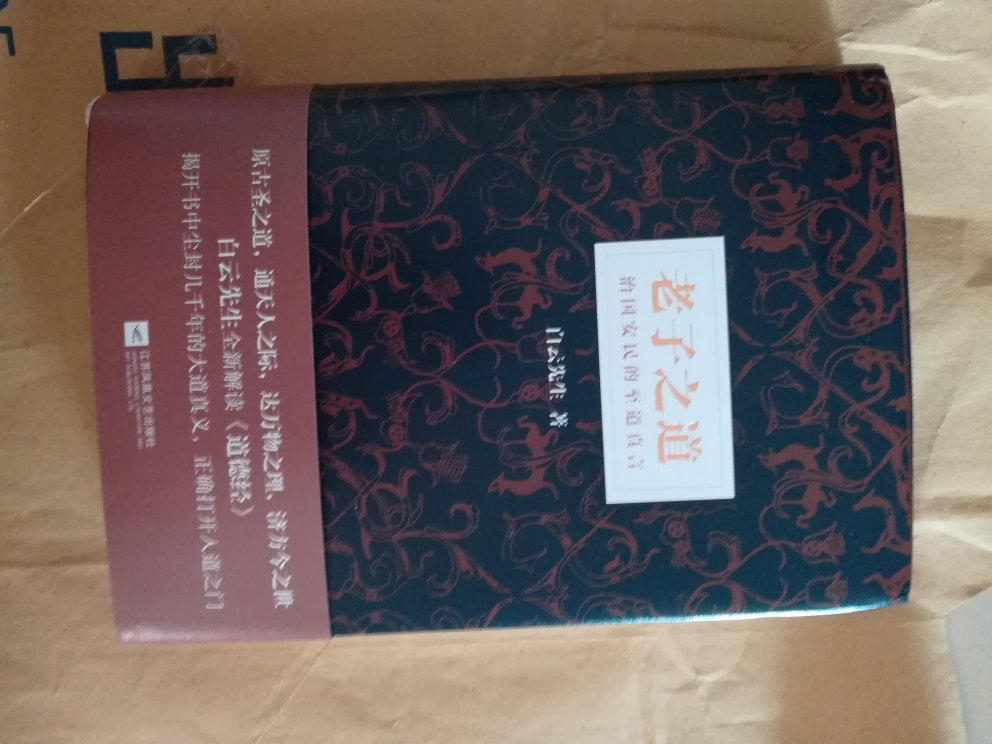 老子之道
治国安民的至道真言
白云先生 著
原古圣之道，通天人之际，达万物之理，济方今之世
白云先生全新解读《道德经》
揭开书中尘封几千年的大道真义，正确打开入道之门
江苏凤凰文艺出版社